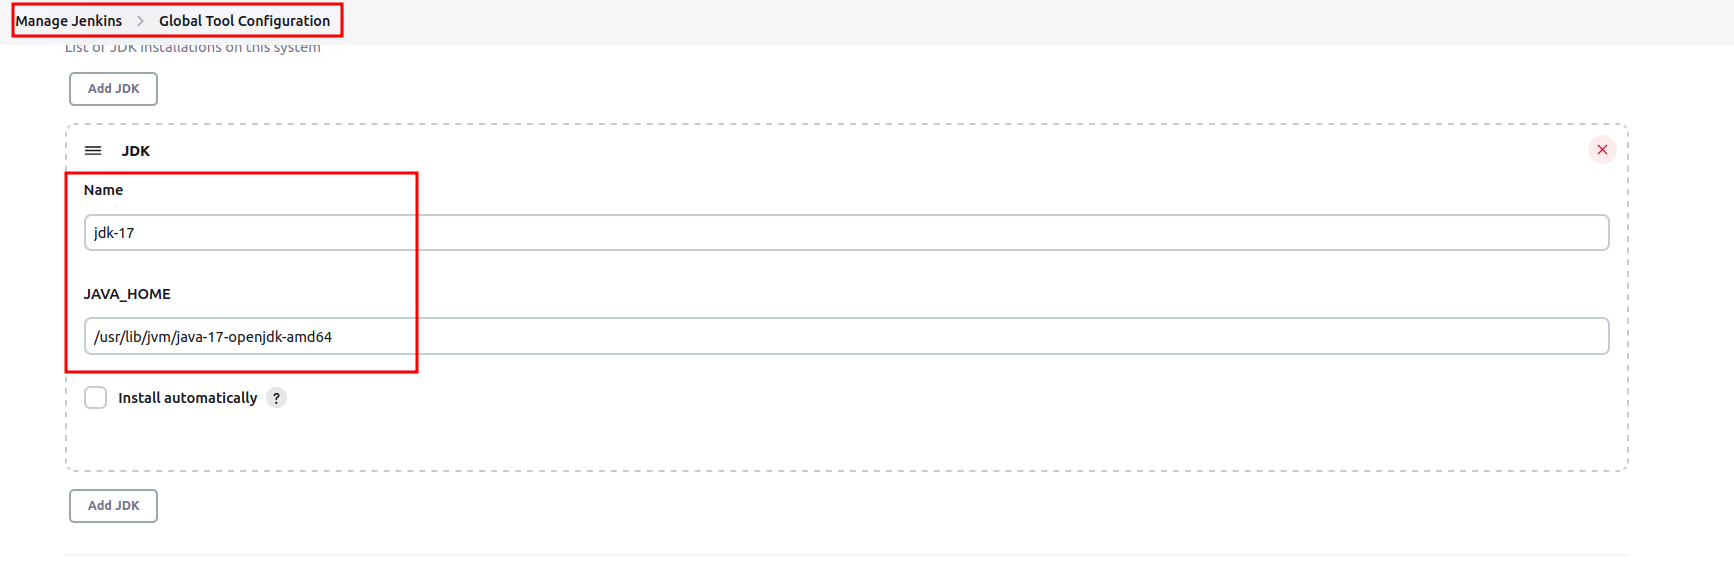 Manage Jenkins > Global Tool Configuration
List of JDK installations on this system
Add JDK
JDK
Name
jdk-17
JAVA_HOME
/usr/lib/jvm/java-17-openjdk-amd64
Install automatically ?
Add JDK